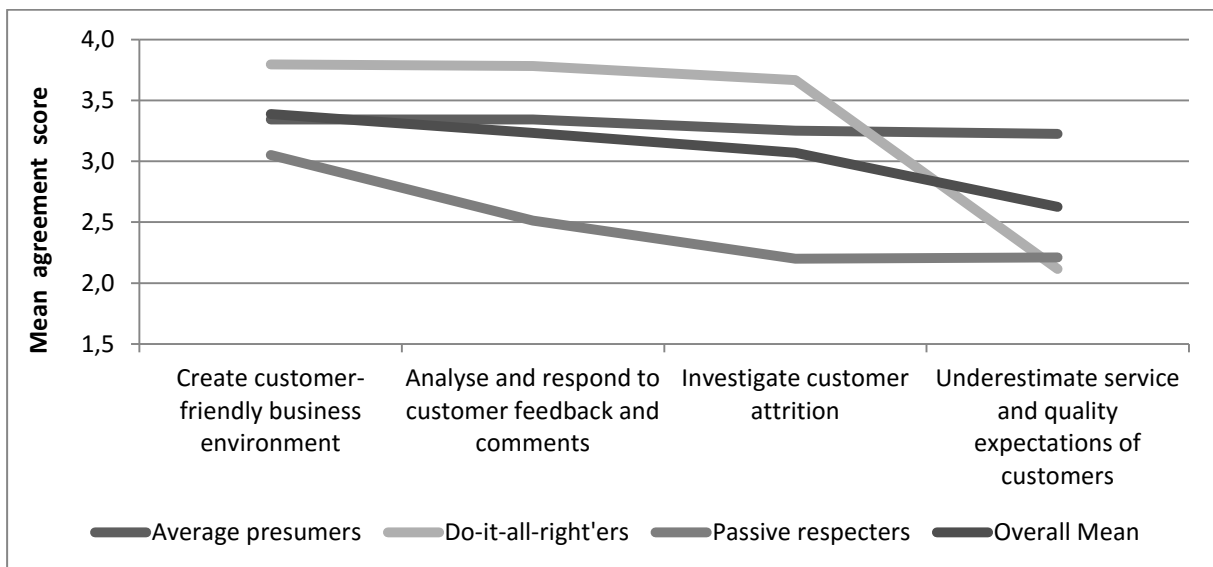 Mean agreement score
4,0
3,5
3,0
2,5
2,0
1,5
Create customer-
friendly business
environment
Analyse and respond to
customer feedback and
comments
Investigate customer
attrition
Underestimate service
and quality
expectations of
customers
Average presumers
Do-it-all-right'ers
Passive respecters
Overall Mean